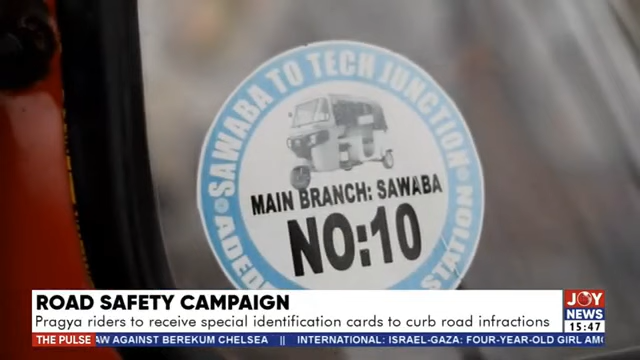 SAWABA TO TECH JUNCTION
MAIN BRANCH: SAWABA
NO:10
STATION
ROAD SAFETY CAMPAIGN
Pragya riders to receive special identification cards to curb road infractions
JOY
NEWS
15:47
THE PULSE AW AGAINST BEREKUM CHELSEA || INTERNATIONAL: ISRAEL-GAZA: FOUR-YEAR-OLD GIRL AM